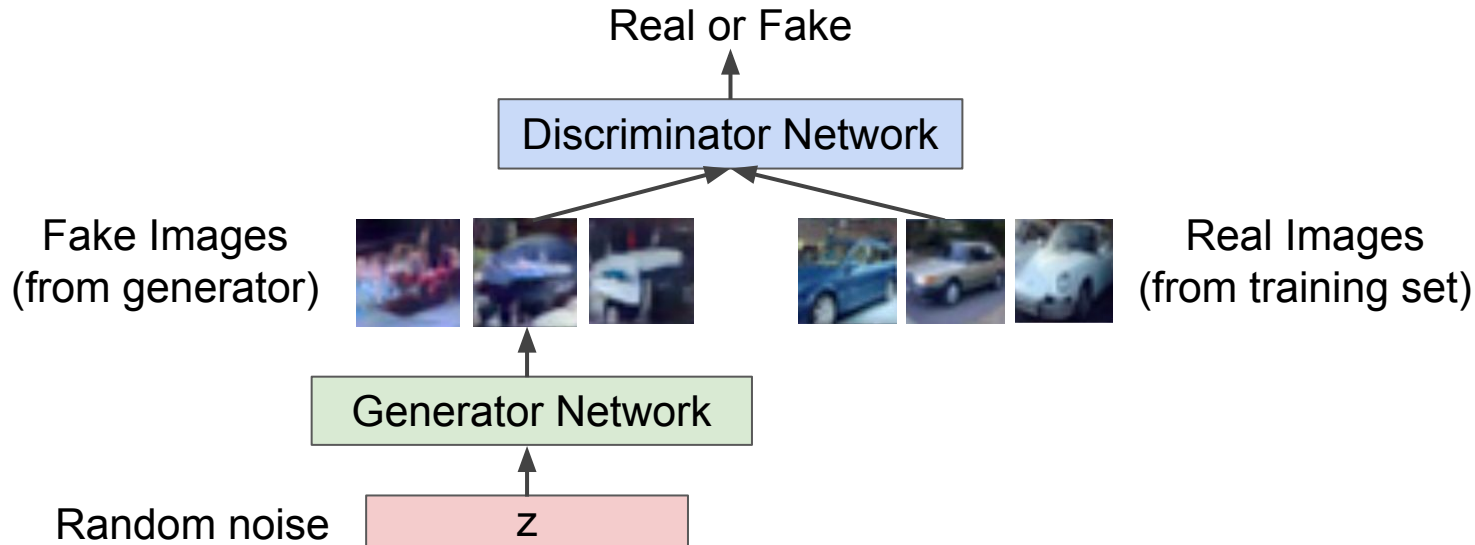 Real or Fake
Discriminator Network
Fake Images
(from generator)
Real Images
(from training set)
Generator Network
Random noise
z